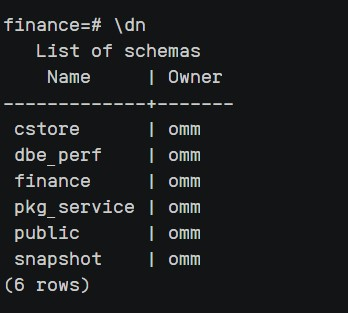 finance=# \dn
   List of schemas
    Name     | Owner
-------------+-------
 cstore      | omm
 dbe_perf    | omm
 finance     | omm
 pkg_service | omm
 public      | omm
 snapshot    | omm
(6 rows)